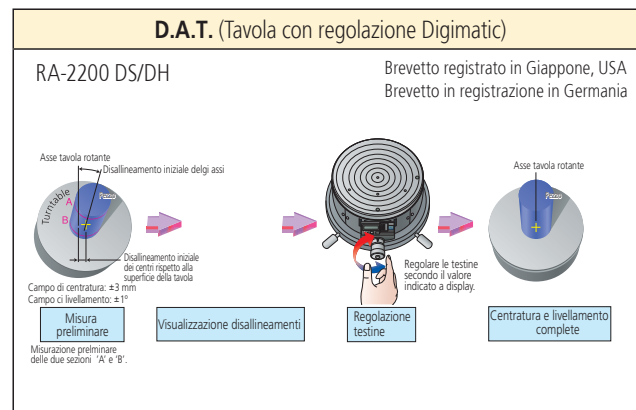 D.A.T. (Tavola con regolazione Digimatic)
RA-2200 DS/DH
Brevetto registrato in Giappone, USA
Brevetto in registrazione in Germania
Asse tavola rotante
Disallineamento iniziale delgi assi
Turntable
A
B
Pezzo
Disallineamento iniziale
dei centri rispetto alla
superficie della tavola
Campo di centratura: ±3 mm
Campo ci livellamento: ±1°
Misura
preliminare
Misurazione prelminare
delle due sezioni 'A' e 'B'.
Visualizzazione disallineamenti
Regolare le testine
secondo il valore
indicato a display.
Regolazione
testine
Asse tavola rotante
Pezzo
Centratura e livellamento
complete